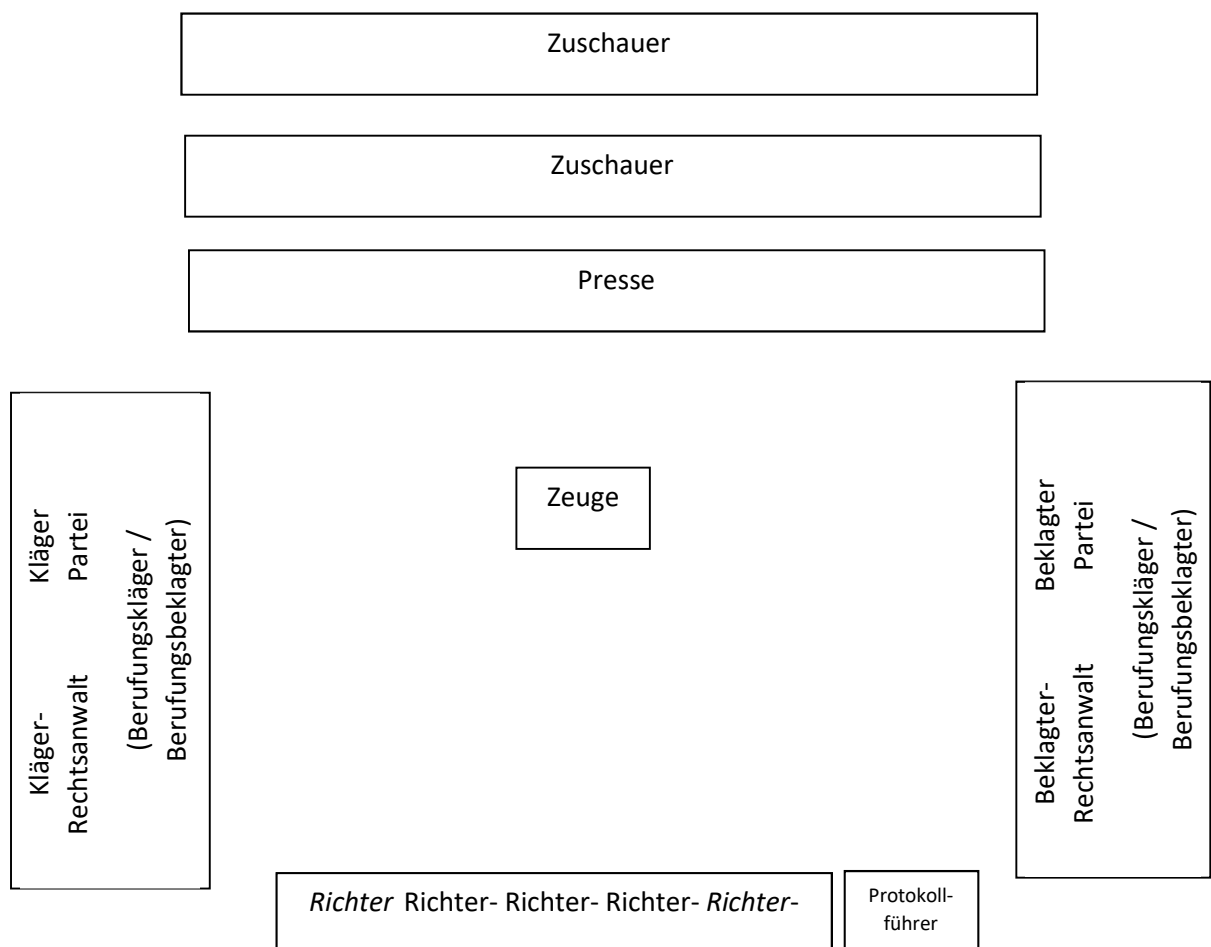 Zuschauer
Zuschauer
Presse
Kläger
Partei
Kläger-
Rechtsanwalt
(Berufungskläger /
Berufungsbeklagter)
Zeuge
Beklagter
Partei
Beklagter-
Rechtsanwalt
(Berufungskläger /
Berufungsbeklagter)
Richter Richter- Richter- Richter- Richter-
Protokoll-
führer